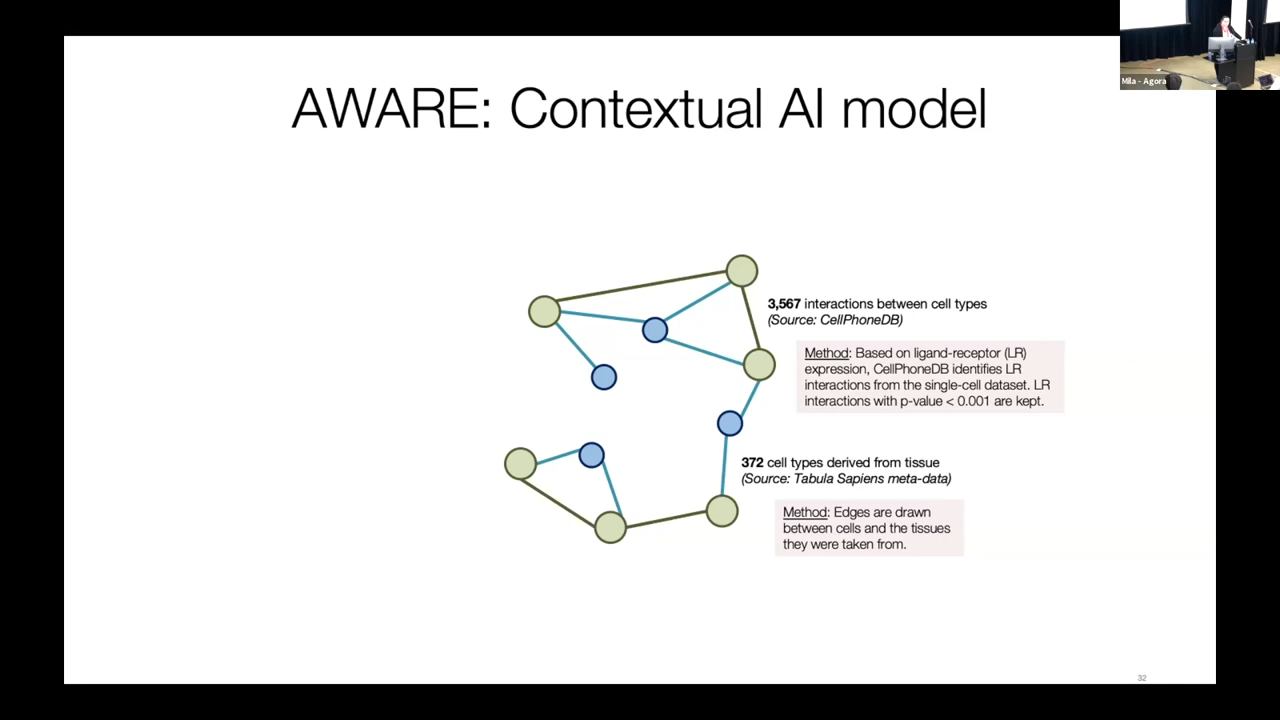 Mila - Agora
AWARE: Contextual AI model
3,567 interactions between cell types
(Source: CellPhoneDB)
Method: Based on ligand-receptor (LR)
expression, CellPhoneDB identifies LR
interactions from the single-cell dataset. LR
interactions with p-value < 0.001 are kept.
372 cell types derived from tissue
(Source: Tabula Sapiens meta-data)
Method: Edges are drawn
between cells and the tissues
they were taken from.
32